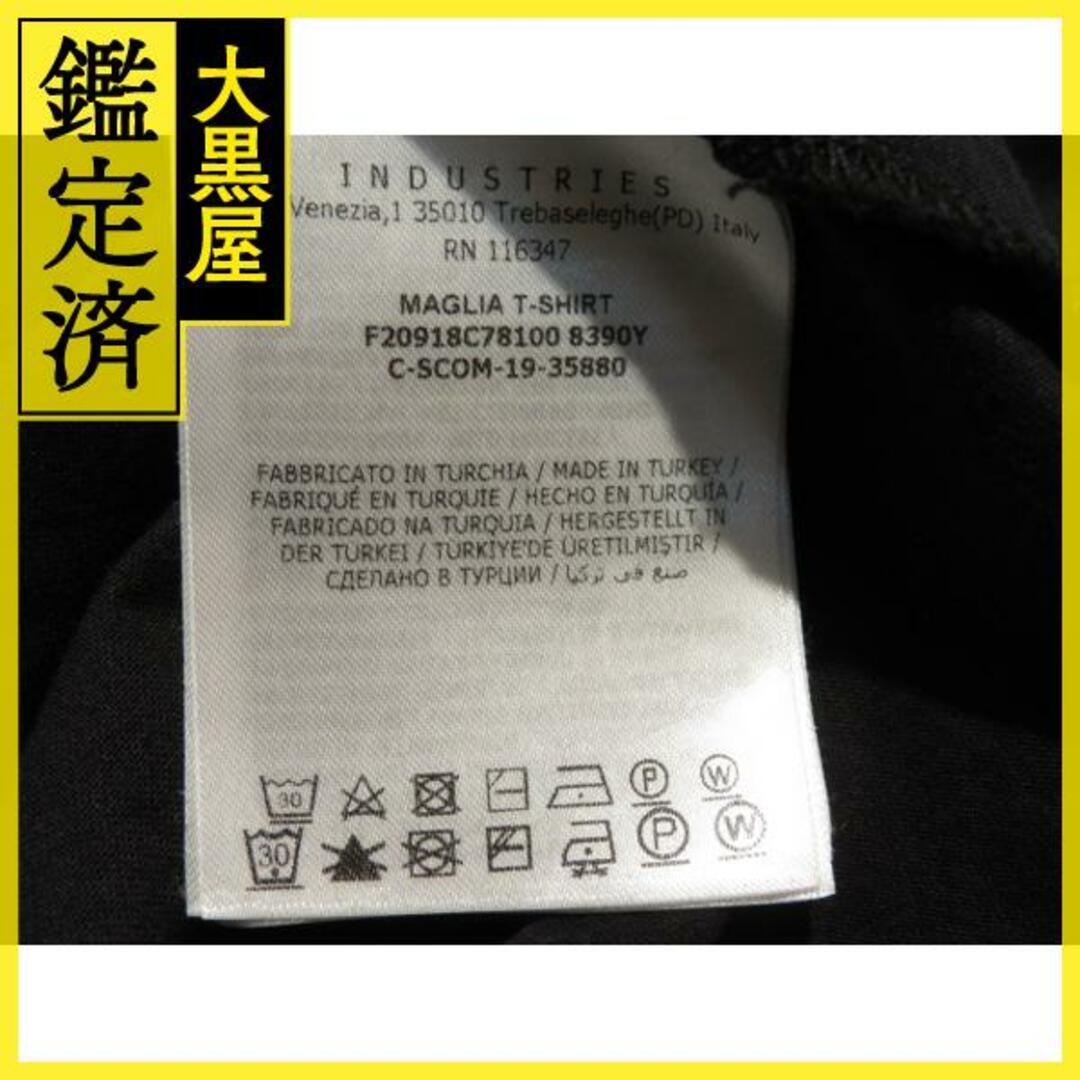 鑑定済
大黒屋
INDUSTRIES
Venezia,1 35010 Trebaseleghe(PD) Italy
RN 116347
MAGLIA T-SHIRT
F20918C78100 8390Y
C-SCOM-19-35880
FABBRICATO IN TURCHIA / MADE IN TURKEY /
FABRIQUÉ EN TURQUIE / HECHO EN TURQUÍA /
FABRICADO NA TURQUIA / HERGESTELLT IN
DER TURKEI / TÜRKIYE'DE ÜRETILMIŞTIR /
СДЕЛАНО В ТУРЦИИ / صنع في تركيا
30 P W
30 P W